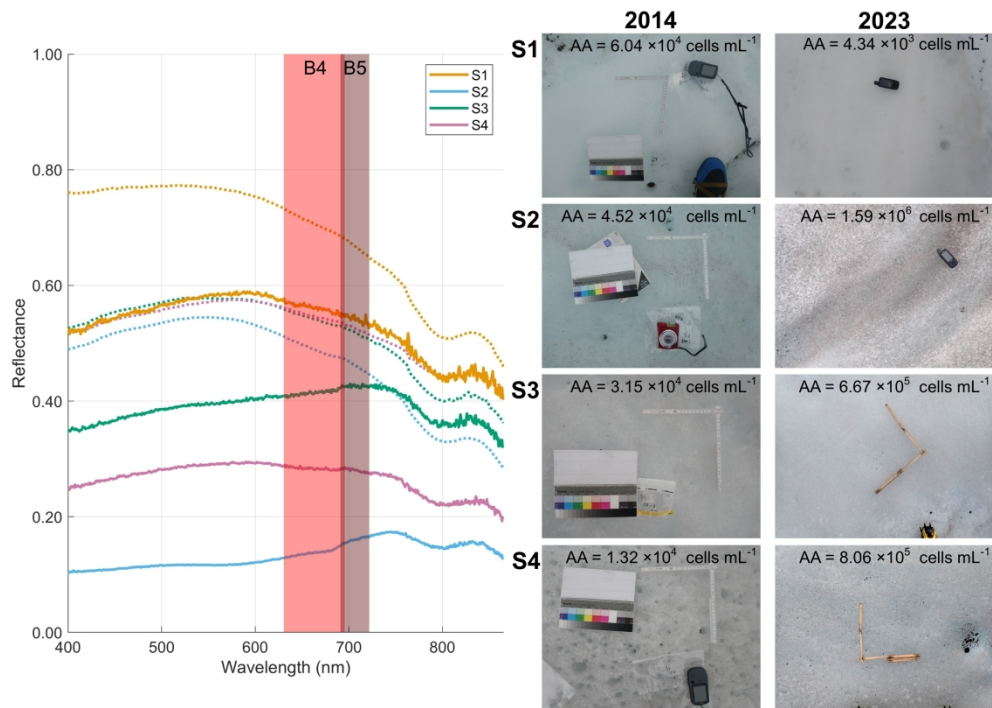 2014
2023
S1
AA = 6.04 ×10⁴ cells mL⁻¹
AA = 4.34 ×10³ cells mL⁻¹
S2
AA = 4.52 ×10⁴ cells mL⁻¹
AA = 1.59 ×10⁶ cells mL⁻¹
S3
AA = 3.15 ×10⁴ cells mL⁻¹
AA = 6.67 ×10⁵ cells mL⁻¹
S4
AA = 1.32 ×10⁴ cells mL⁻¹
AA = 8.06 ×10⁵ cells mL⁻¹
B4
B5
S1
S2
S3
S4
1.00
0.80
0.60
0.40
0.20
0.00
Reflectance
400
500
600
700
800
Wavelength (nm)